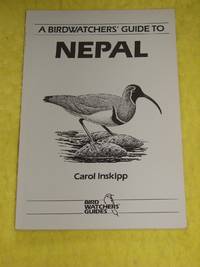 A BIRDWATCHERS' GUIDE TO
NEPAL
Carol Inskipp
BIRD
WATCHERS'
GUIDES